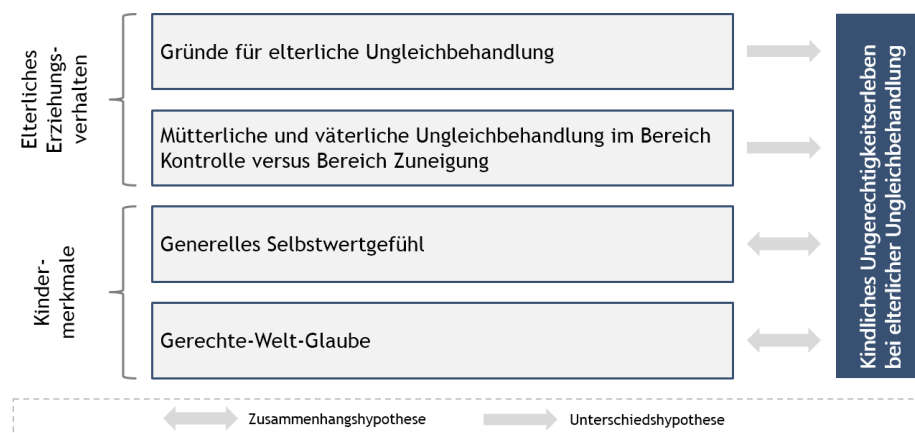 Elterliches
Erziehungs-
verhalten
Gründe für elterliche Ungleichbehandlung
Mütterliche und väterliche Ungleichbehandlung im Bereich
Kontrolle versus Bereich Zuneigung
Kinder-
merkmale
Generelles Selbstwertgefühl
Gerechte-Welt-Glaube
Kindliches Ungerechtigkeitserleben
bei elterlicher Ungleichbehandlung
Zusammenhangshypothese
Unterschiedshypothese